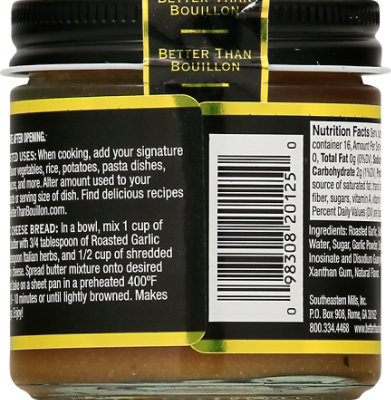 BETTER THAN
BOUILLON
BETTER THAN
BOUILLON
AFTER OPENING.
USES: When cooking, add your signature
vegetables, rice, potatoes, pasta dishes,
and more. Alter amount used to your
or serving size of dish. Find delicious recipes
CHEESE BREAD: In a bowl, mix 1 cup of
with 3/4 tablespoon of Roasted Garlic
Italian herbs, and 1/2 cup of shredded
cheese. Spread butter mixture onto desired
on a sheet pan in a preheated 400°F
10 minutes or until lightly browned. Makes
Enjoy!
0 98308 20125 0
Nutrition Facts
container 16, Amount Per
0, Total Fat 0g (0%DV),
Carbohydrate 2g
source of saturated fat,
fiber, sugars, vitamin A,
Percent Daily Values (DV)
Ingredients: Roasted Garlic,
Water, Sugar, Garlic Powder,
Inosinate and Disodium
Xanthan Gum, Natural
Southeastern Mills, Inc.
P.O. Box 908, Rome, GA 30162
800.334.4468